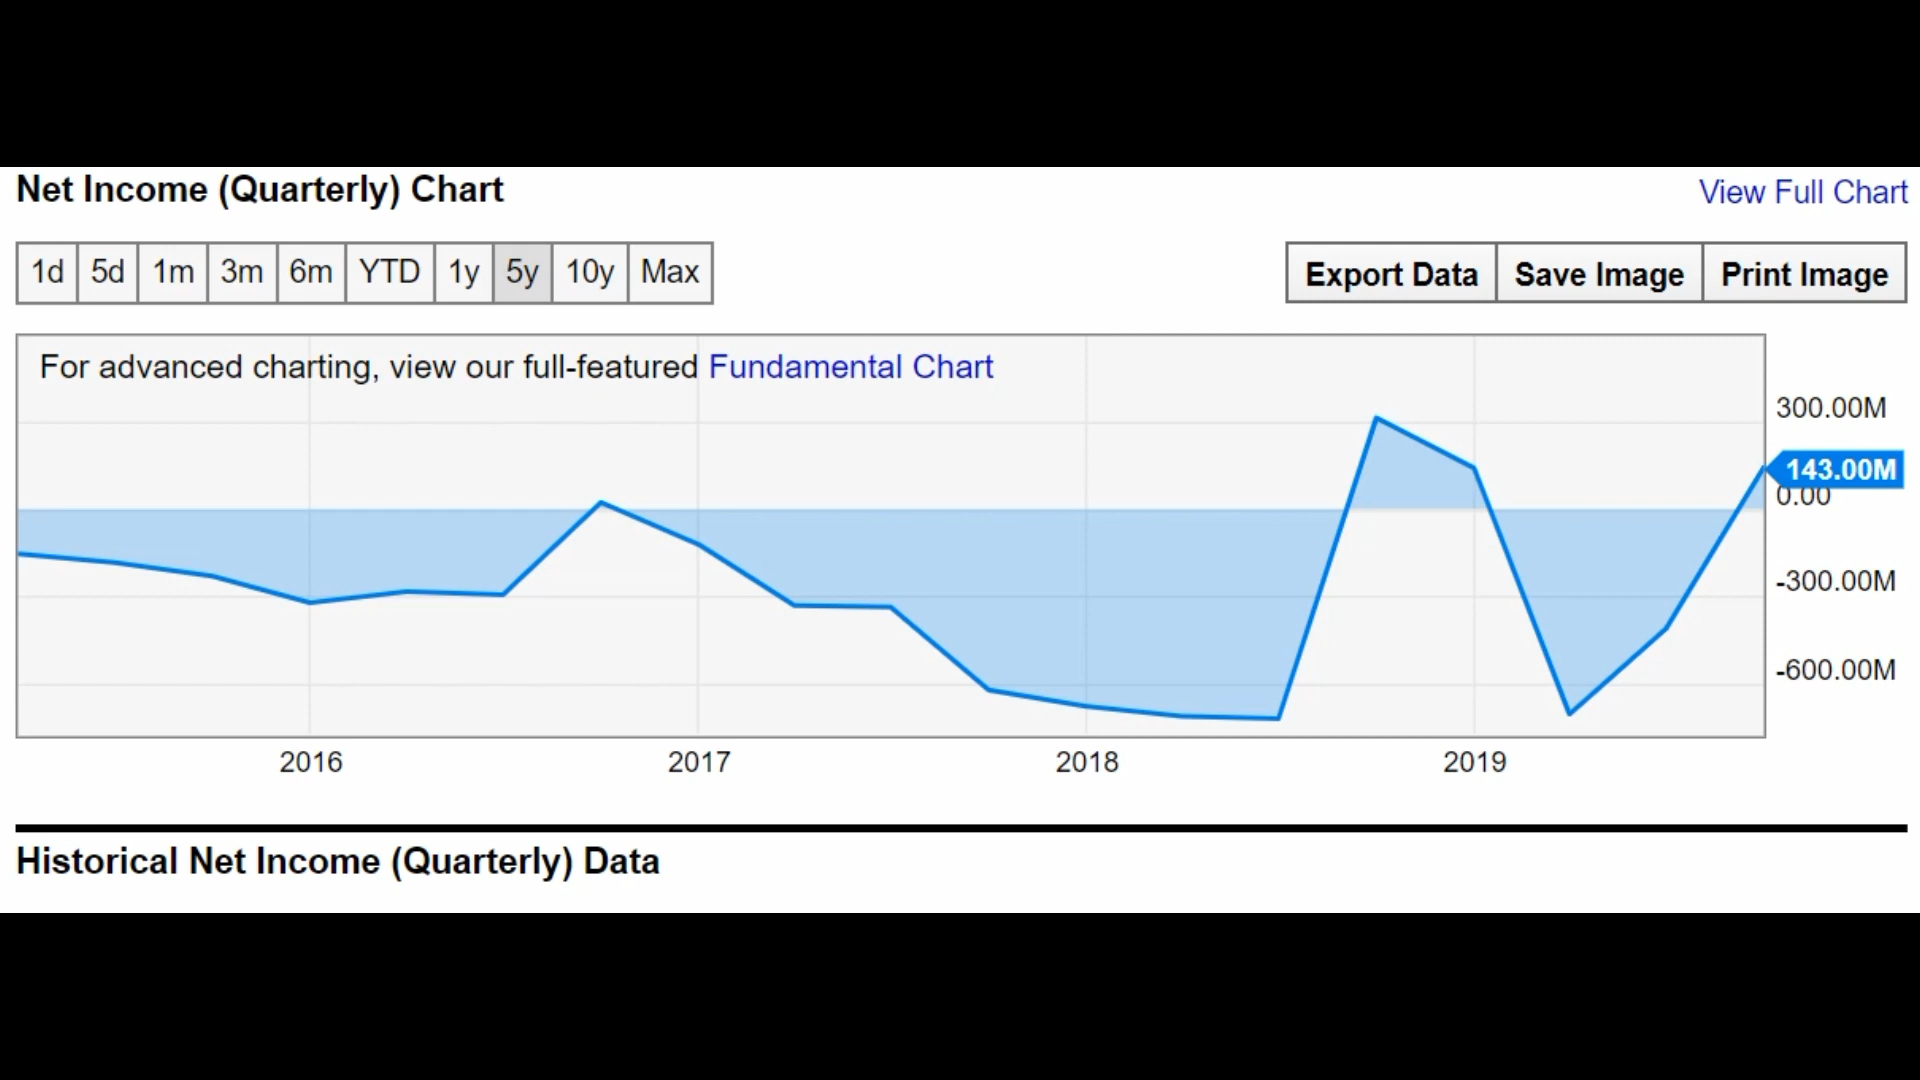 Net Income (Quarterly) Chart
View Full Chart
1d 5d 1m 3m 6m YTD 1y 5y 10y Max
Export Data Save Image Print Image
For advanced charting, view our full-featured Fundamental Chart
300.00M
143.00M
0.00
-300.00M
-600.00M
2016 2017 2018 2019
Historical Net Income (Quarterly) Data